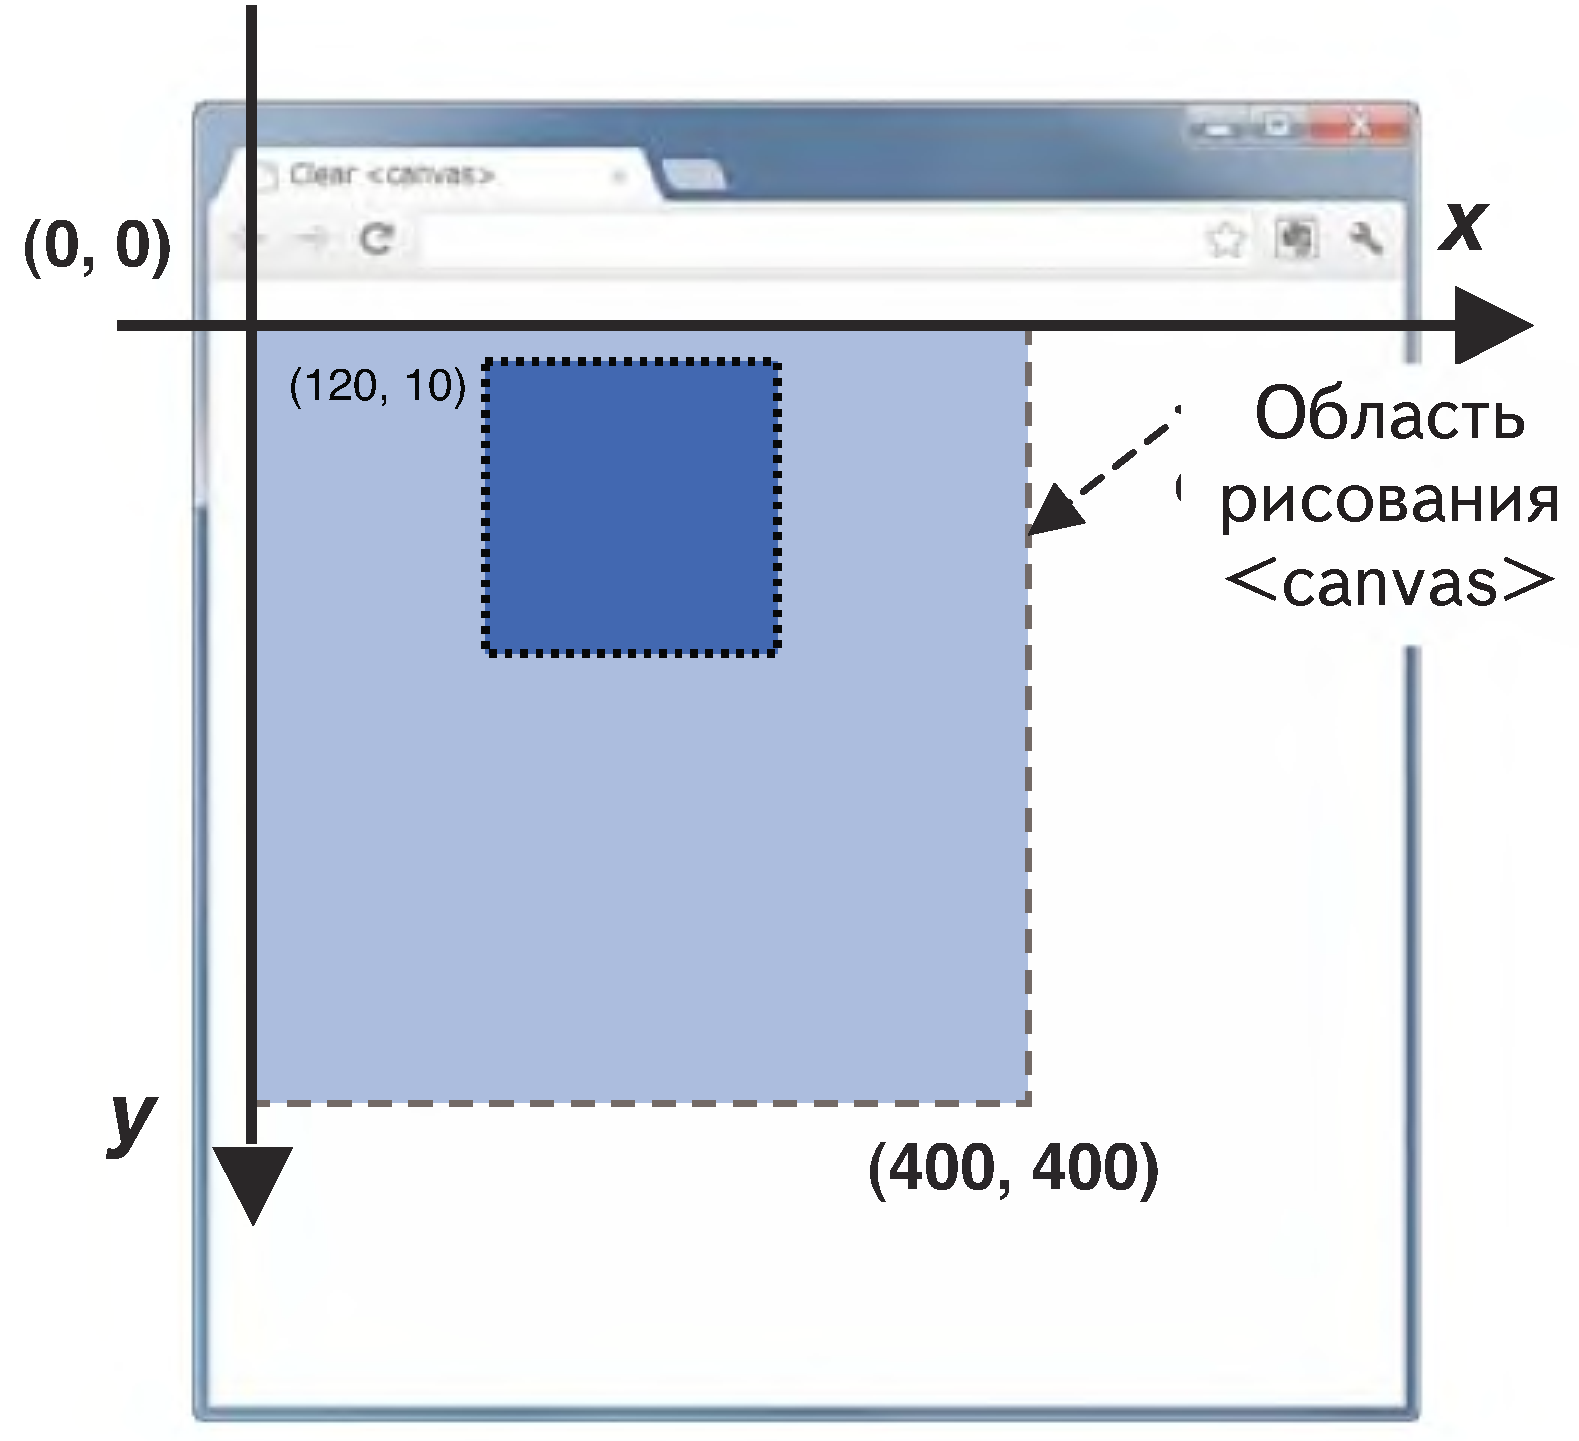 Clear <canvas>
(0, 0)
x
(120, 10)
Область
рисования
<canvas>
y
(400, 400)